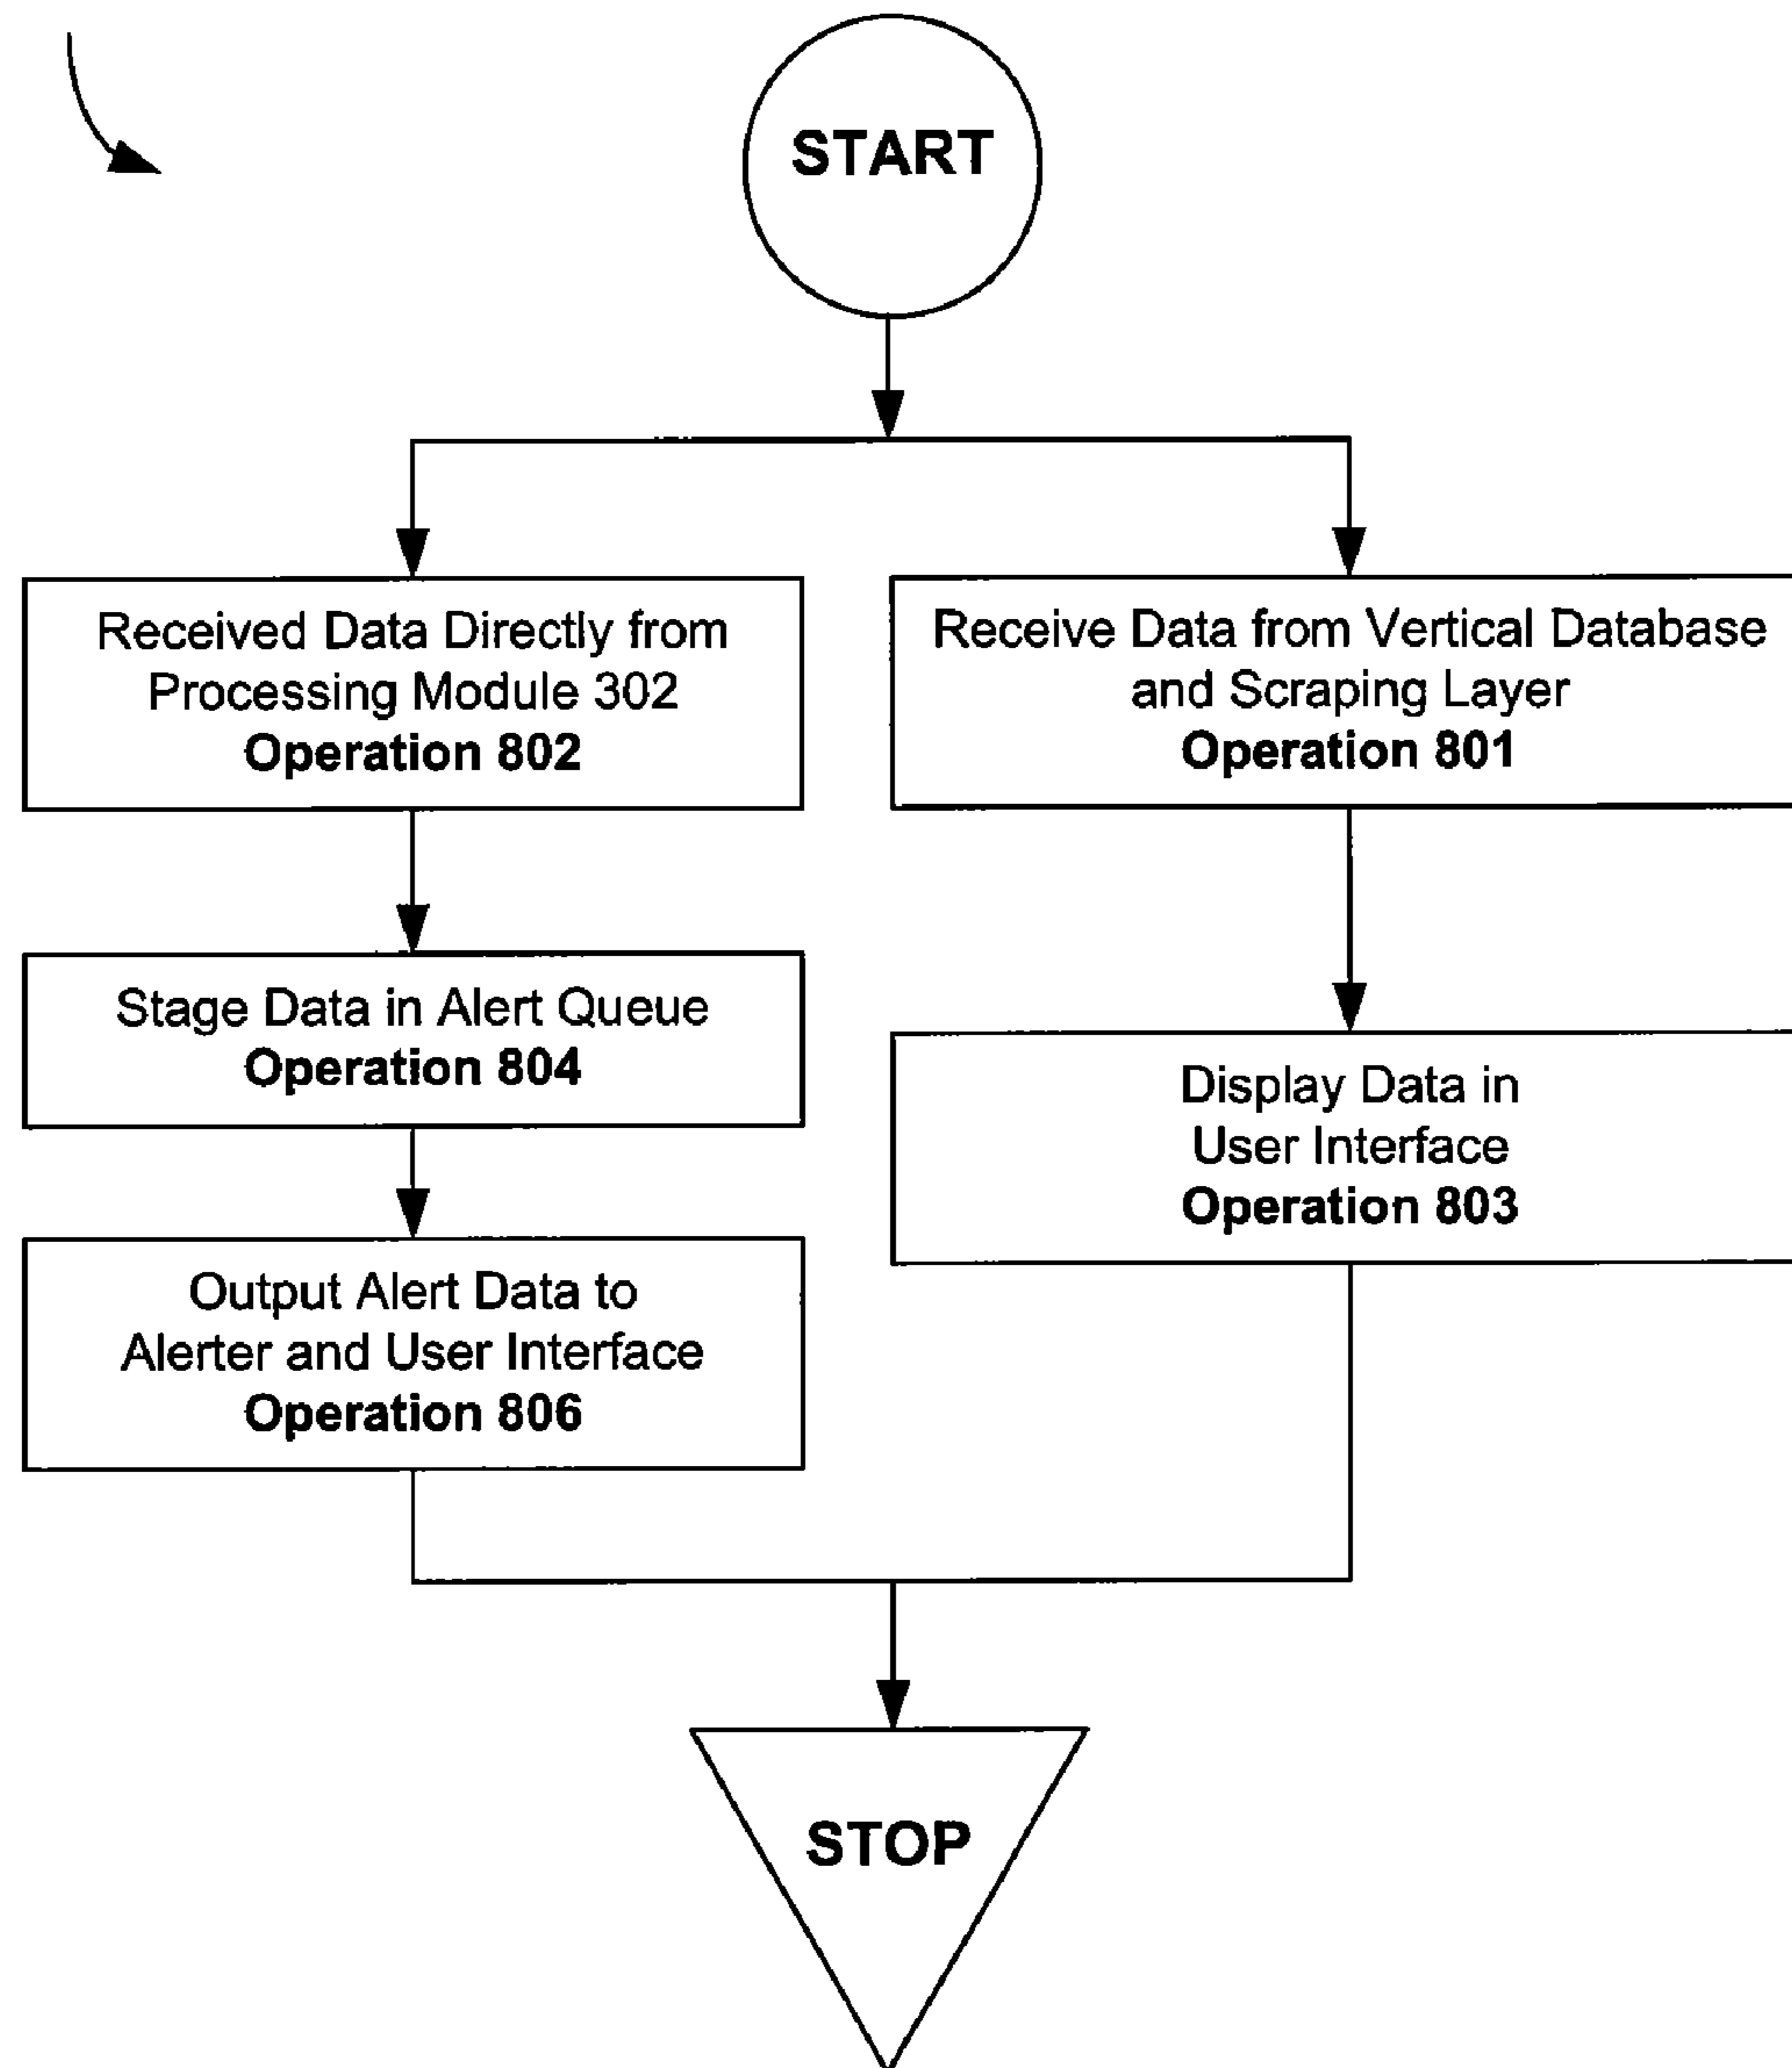 START
Received Data Directly from
Processing Module 302
Operation 802
Receive Data from Vertical Database
and Scraping Layer
Operation 801
Stage Data in Alert Queue
Operation 804
Display Data in
User Interface
Operation 803
Output Alert Data to
Alerter and User Interface
Operation 806
STOP